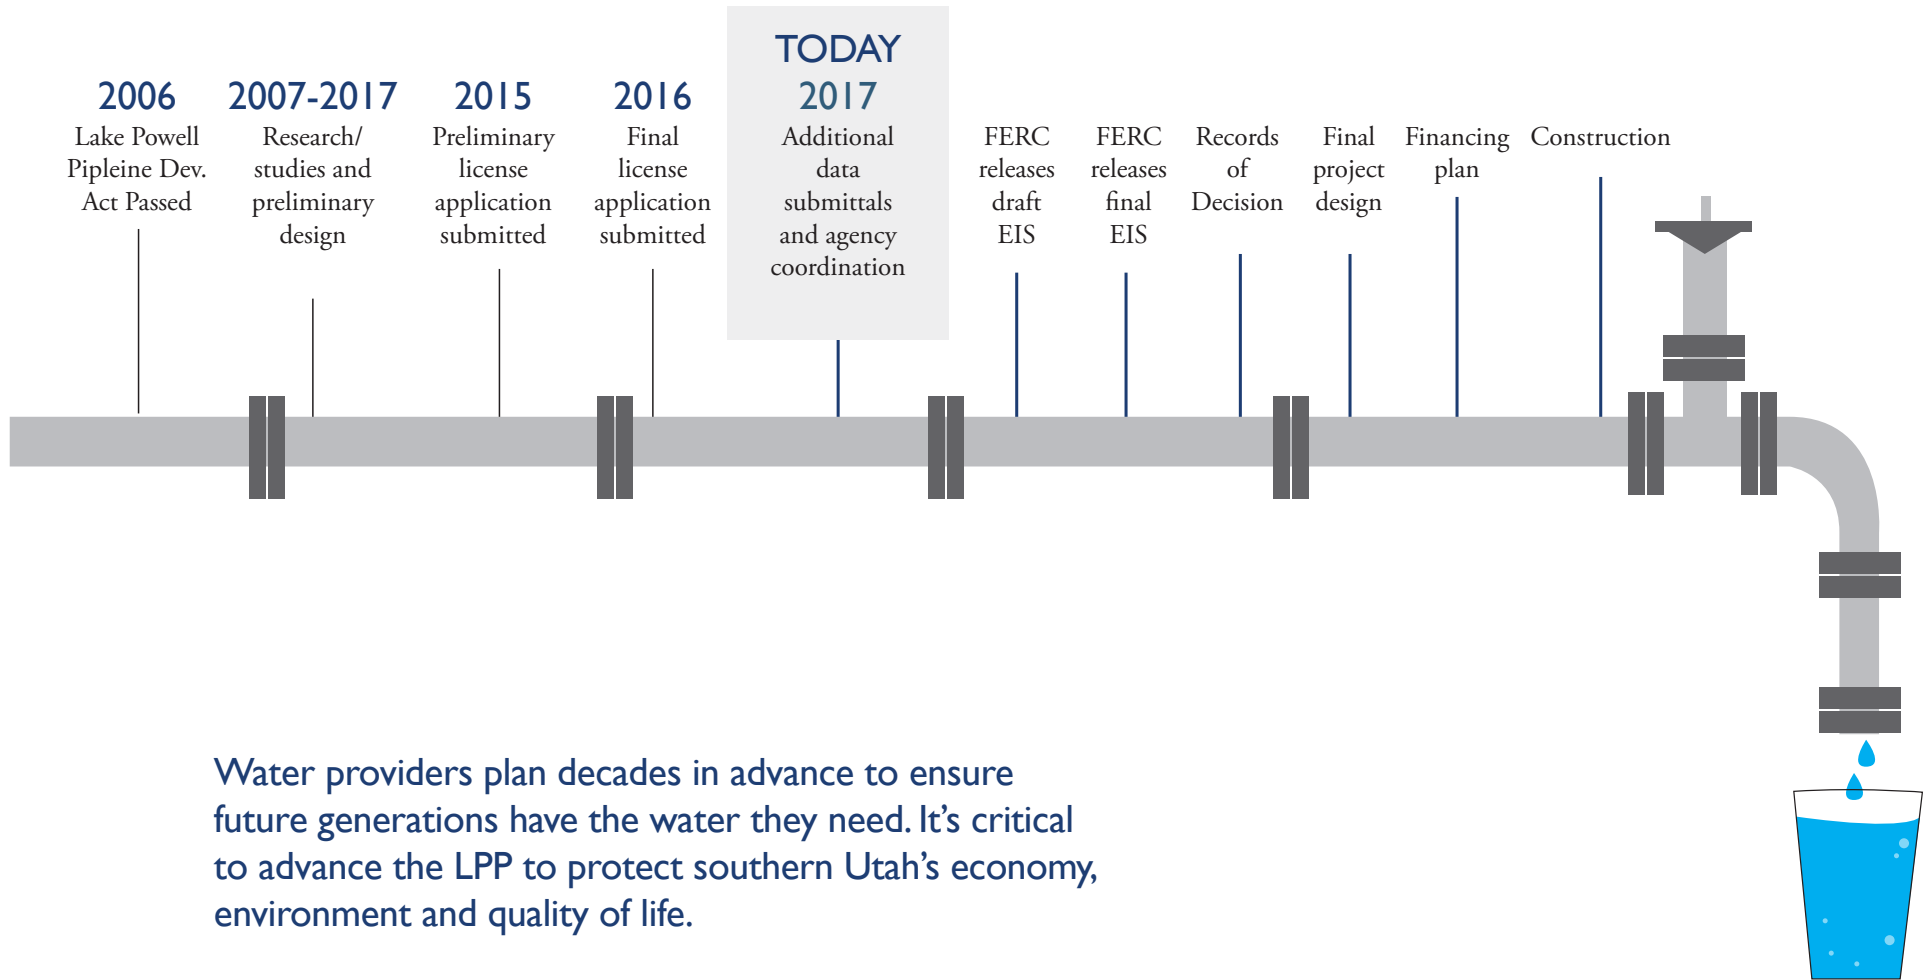 2006
Lake Powell
Pipleine Dev.
Act Passed
2007-2017
Research/
studies and
preliminary
design
2015
Preliminary
license
application
submitted
2016
Final
license
application
submitted
TODAY
2017
Additional
data
submittals
and agency
coordination
FERC
releases
draft
EIS
FERC
releases
final
EIS
Records
of
Decision
Final
project
design
Financing
plan
Construction
Water providers plan decades in advance to ensure
future generations have the water they need. It’s critical
to advance the LPP to protect southern Utah’s economy,
environment and quality of life.